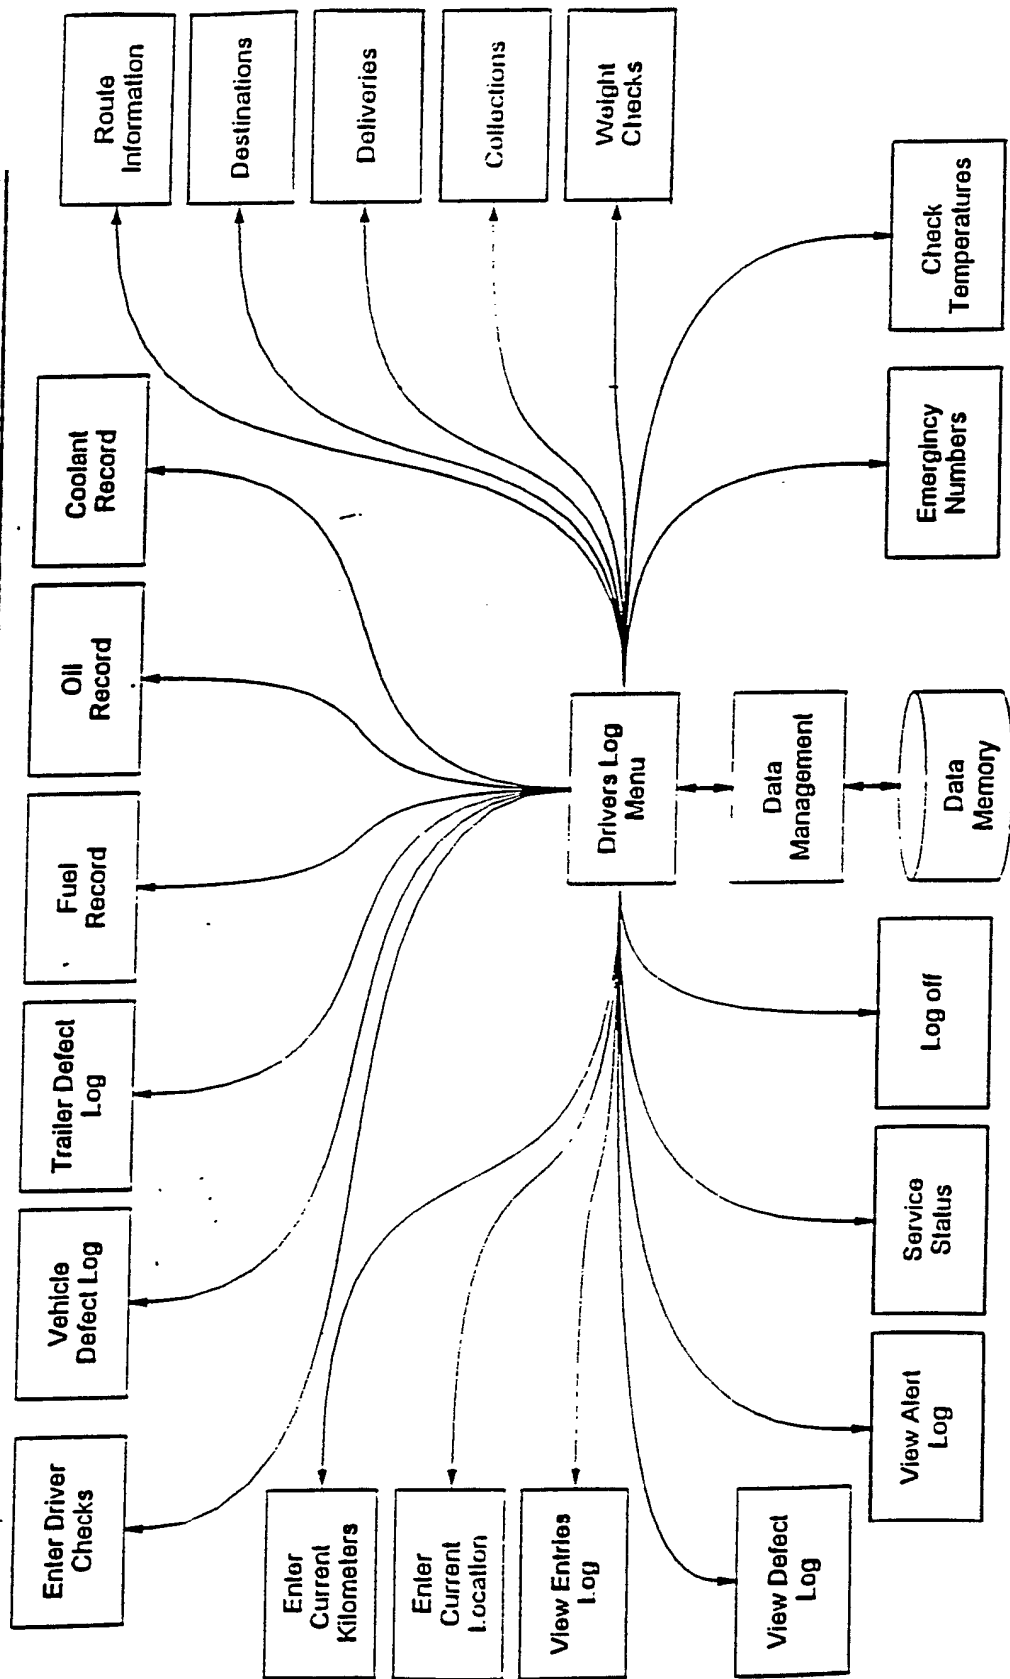 Enter Driver
Checks
Vehicle
Defect Log
Trailer Defect
Log
Fuel
Record
Oil
Record
Coolant
Record
Route
Information
Destinations
Deliveries
Collections
Weight
Checks
Enter
Current
Kilometers
Enter
Current
Location
View Entries
Log
View Defect
Log
View Alert
Log
Service
Status
Log off
Drivers Log
Menu
Data
Management
Data
Memory
Emergincy
Numbers
Check
Temperatures